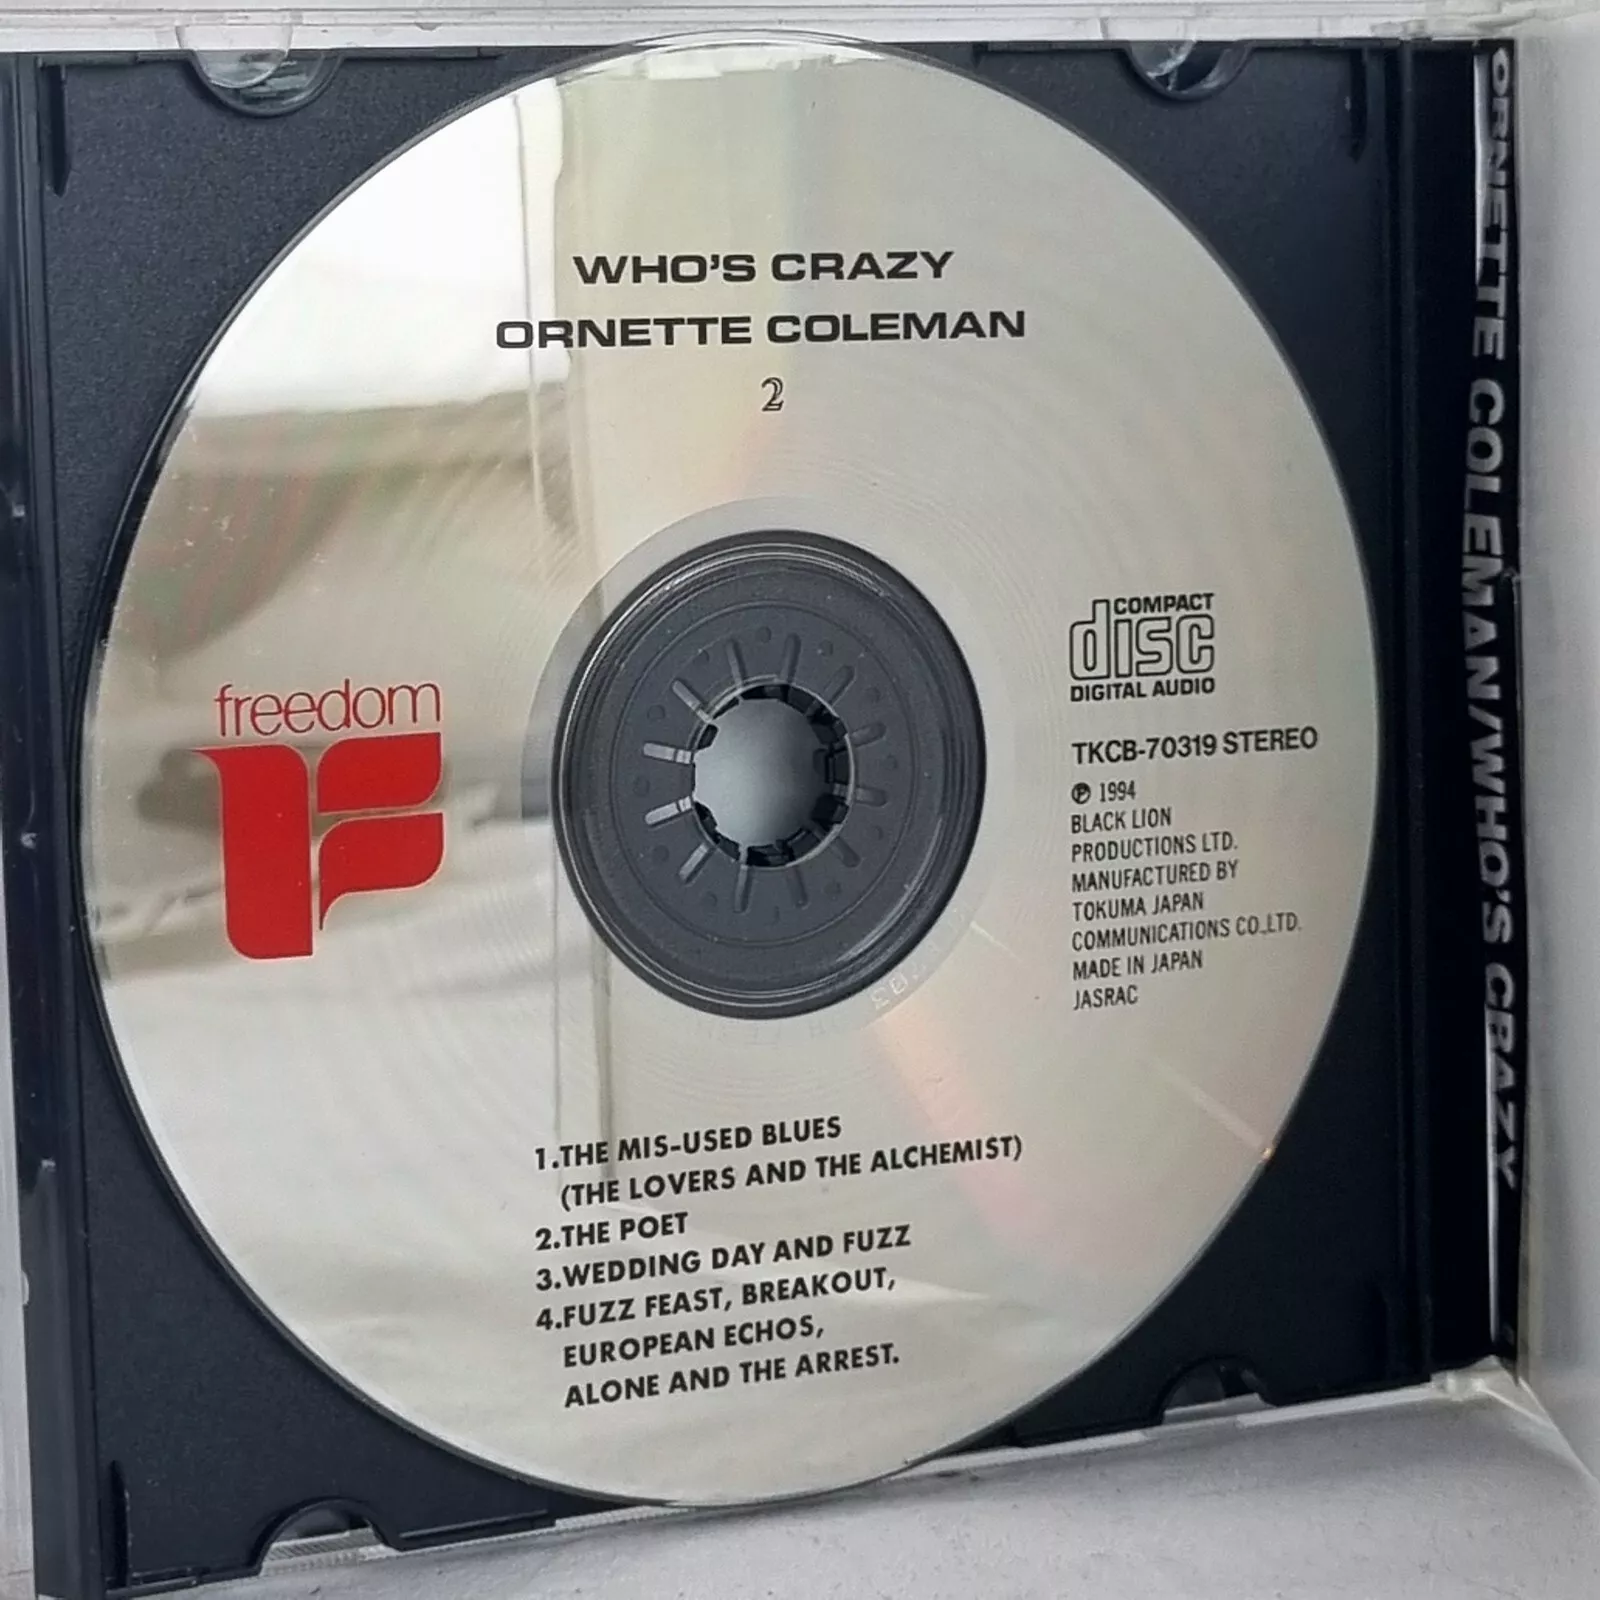 WHO'S CRAZY
ORNETTE COLEMAN
2
freedom
COMPACT
disc
DIGITAL AUDIO
TKCB-70319 STEREO
℗ 1994
BLACK LION
PRODUCTIONS LTD.
MANUFACTURED BY
TOKUMA JAPAN
COMMUNICATIONS CO.,LTD.
MADE IN JAPAN
JASRAC
1.THE MIS-USED BLUES
(THE LOVERS AND THE ALCHEMIST)
2.THE POET
3.WEDDING DAY AND FUZZ
4.FUZZ FEAST, BREAKOUT,
EUROPEAN ECHOS,
ALONE AND THE ARREST.
ORNETTE COLEMAN/WHO'S CRAZY